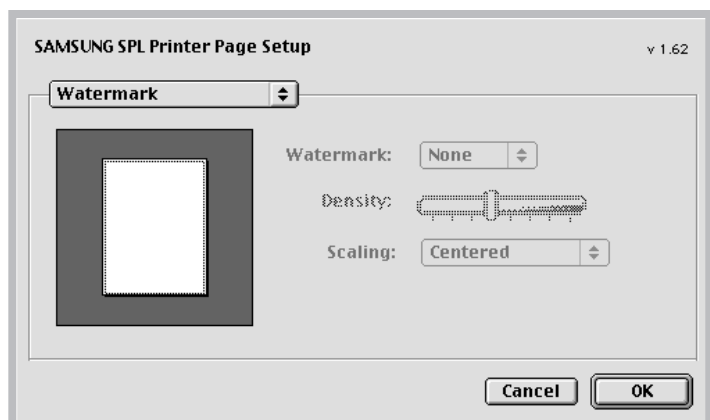 SAMSUNG SPL Printer Page Setup
v 1.62
Watermark
Watermark: None
Density:
Scaling: Centered
Cancel OK